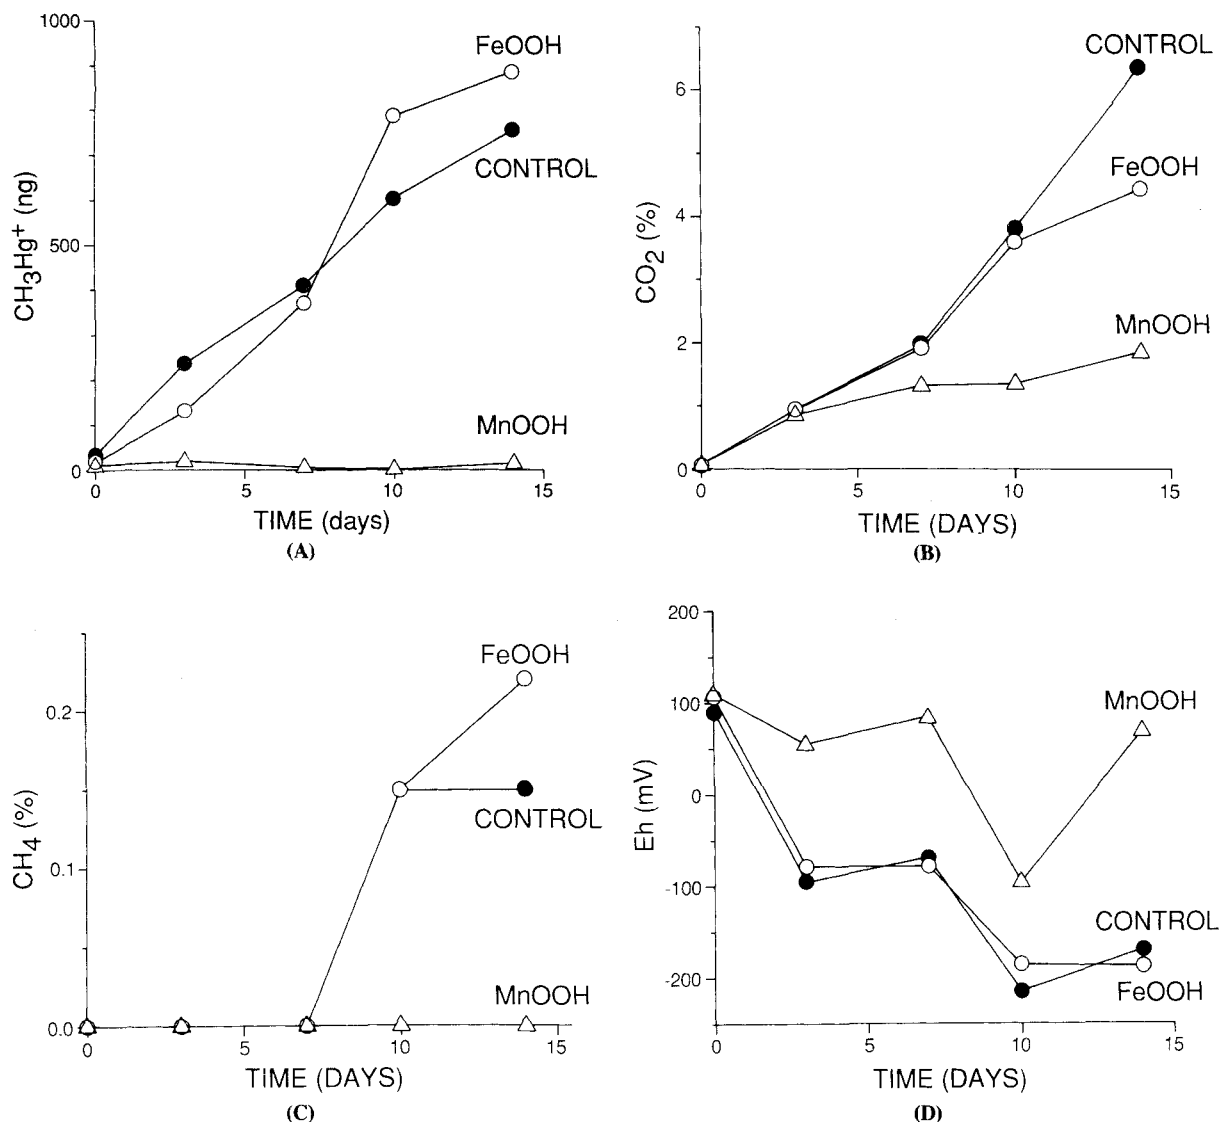 1000
FeOOH
CONTROL
500
CH3Hg+ (ng)
MnOOH
0
0 5 10 15
TIME (days)
(A)
CONTROL
6
FeOOH
4
CO2 (%)
MnOOH
2
0
0 5 10 15
TIME (DAYS)
(B)
FeOOH
0.2
CONTROL
CH4 (%)
0.1
MnOOH
0.0
0 5 10 15
TIME (DAYS)
(C)
200
MnOOH
100
0
Eh (mV)
-100
CONTROL
-200
FeOOH
0 5 10 15
TIME (DAYS)
(D)